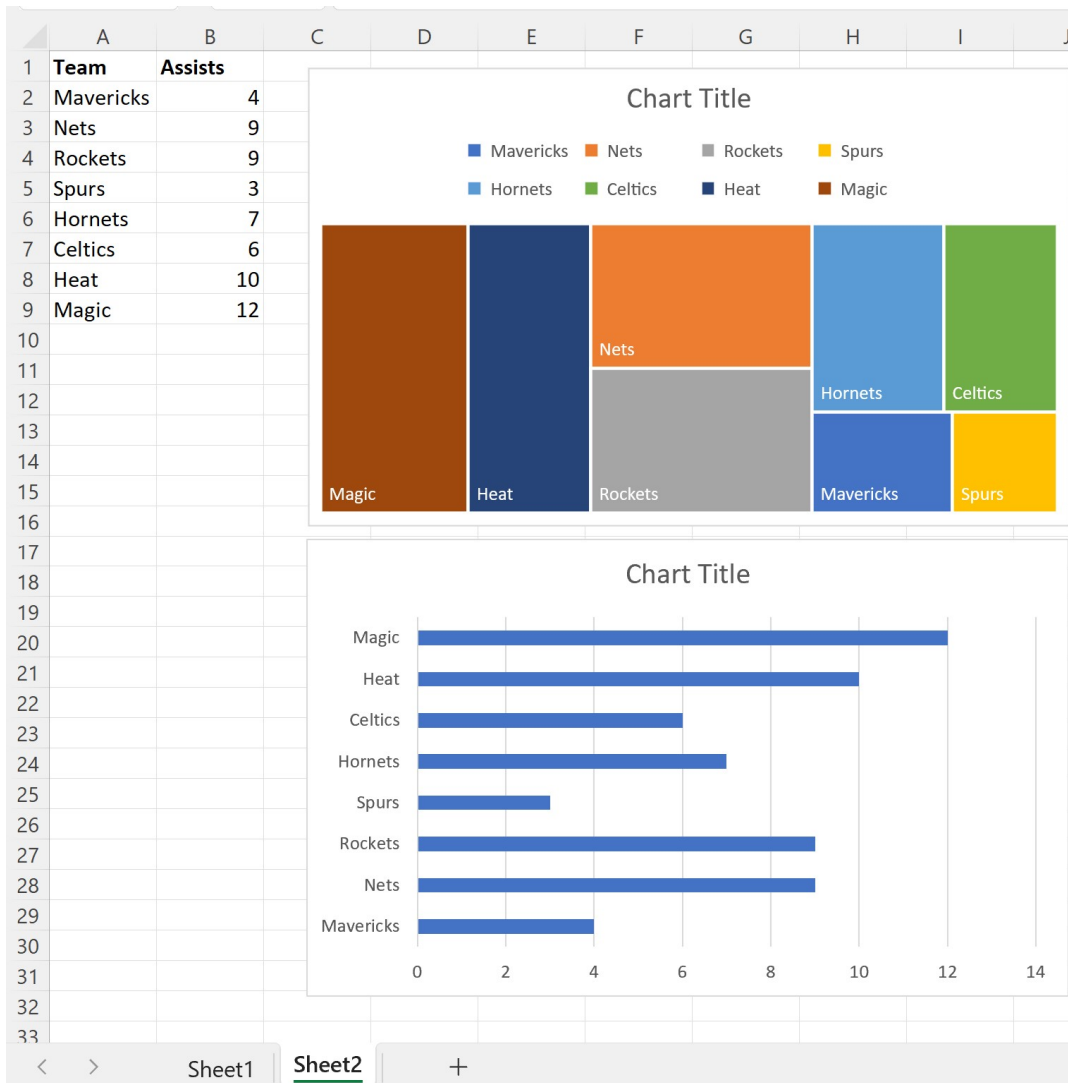 A B C D E F G H I J
1 Team Assists
2 Mavericks 4
3 Nets 9
4 Rockets 9
5 Spurs 3
6 Hornets 7
7 Celtics 6
8 Heat 10
9 Magic 12
10
11
12
13
14
15
16
17
18
19
20
21
22
23
24
25
26
27
28
29
30
31
32
33
Chart Title
Mavericks Nets Rockets Spurs
Hornets Celtics Heat Magic
Nets
Hornets Celtics
Magic Heat Rockets Mavericks Spurs
Chart Title
Magic
Heat
Celtics
Hornets
Spurs
Rockets
Nets
Mavericks
0 2 4 6 8 10 12 14
Sheet1 Sheet2 +